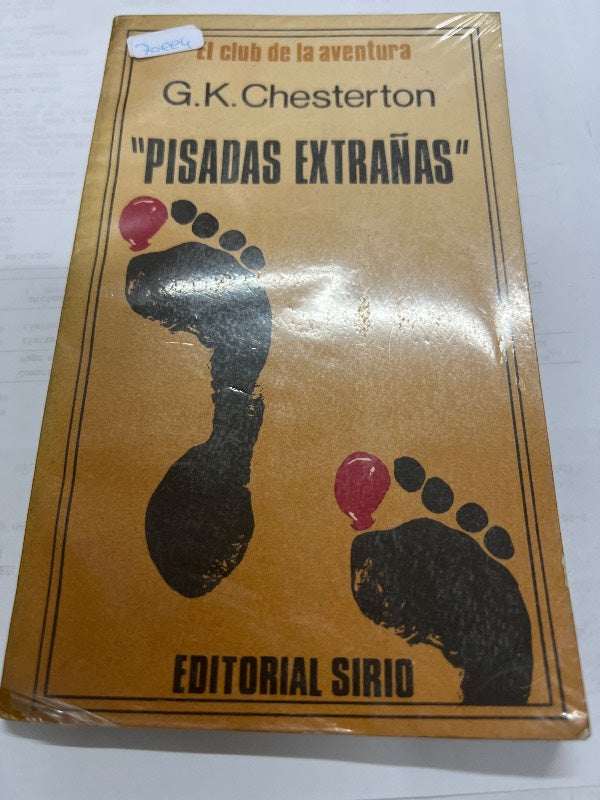 El club de la aventura
G.K.Chesterton
"PISADAS EXTRAÑAS"
EDITORIAL SIRIO